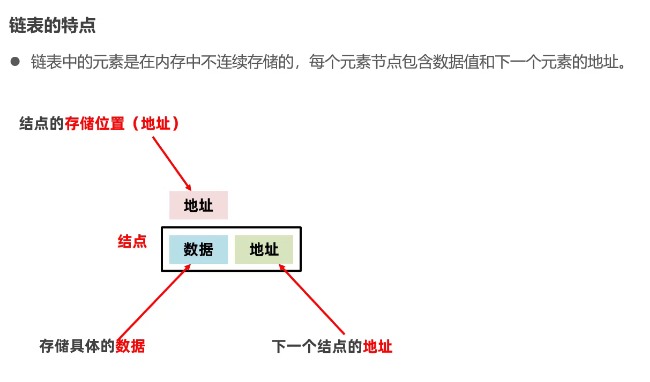 链表的特点
● 链表中的元素是在内存中不连续存储的，每个元素节点包含数据值和下一个元素的地址。
结点的存储位置（地址）
地址
结点
数据 地址
存储具体的数据
下一个结点的地址